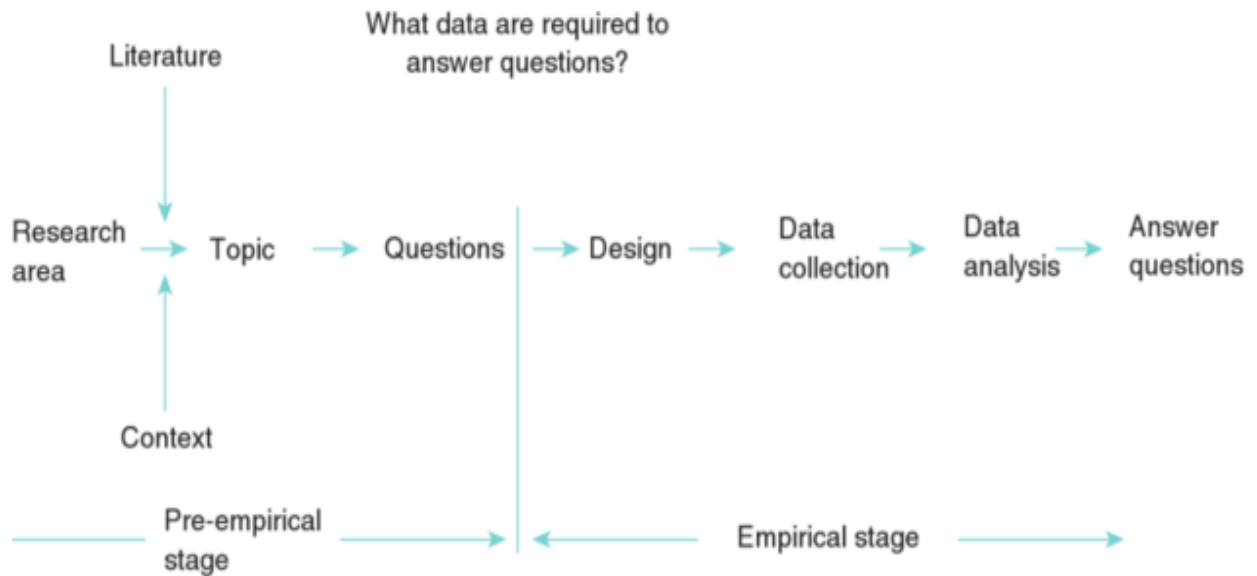 What data are required to
answer questions?
Literature
Research
area
Topic
Questions
Design
Data
collection
Data
analysis
Answer
questions
Context
Pre-empirical
stage
Empirical stage